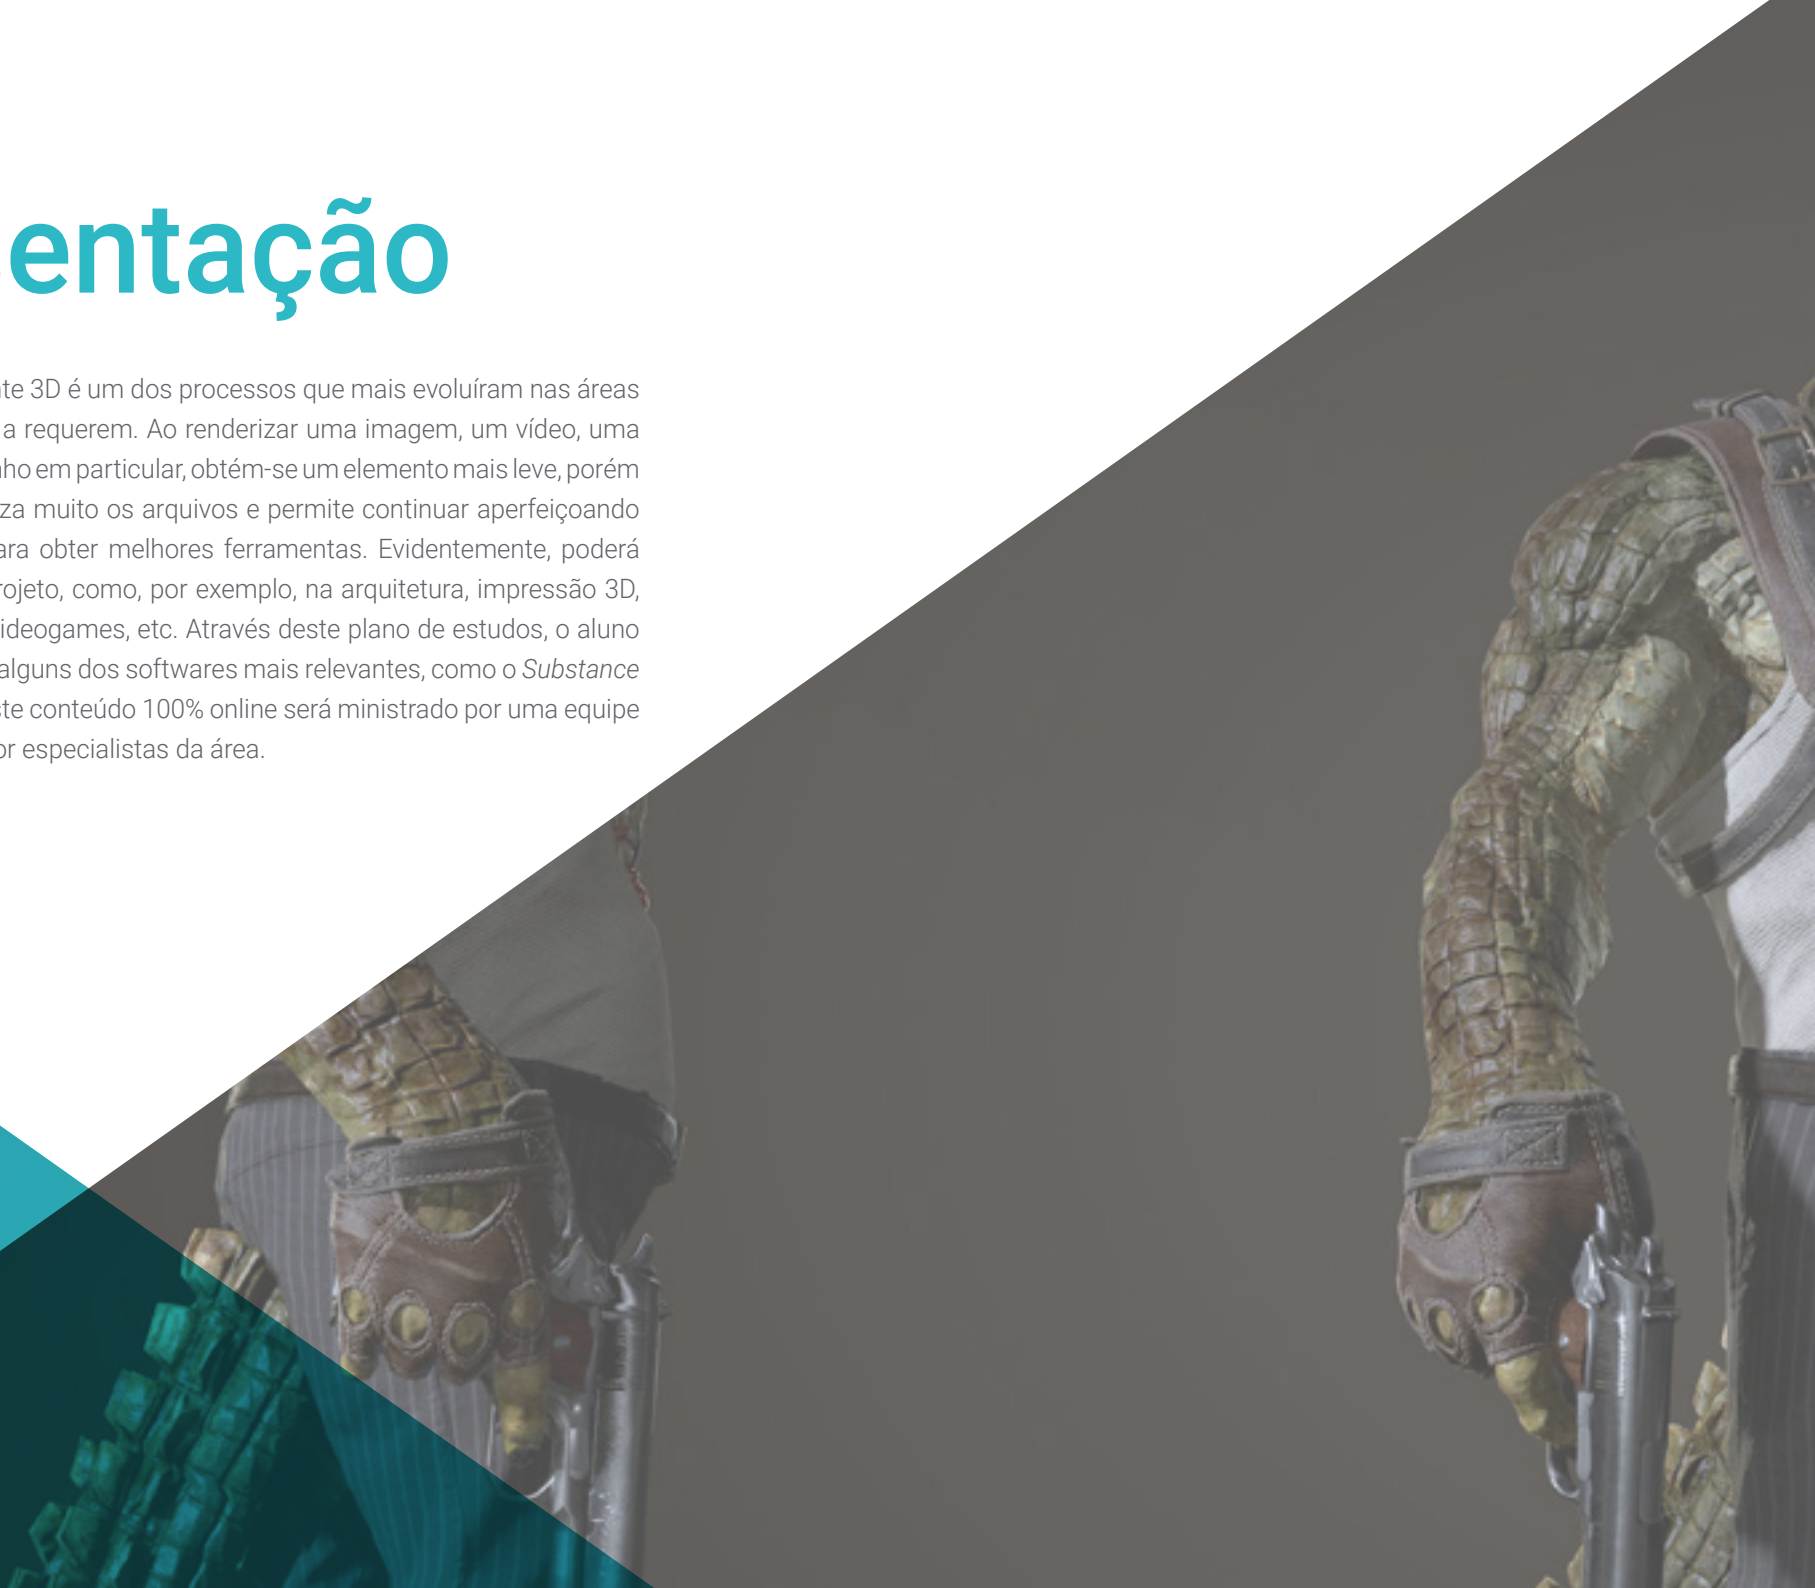 entação
te 3D é um dos processos que mais evoluíram nas áreas
a requerem. Ao renderizar uma imagem, um vídeo, uma
ho em particular, obtém-se um elemento mais leve, porém
za muito os arquivos e permite continuar aperfeiçoando
ara obter melhores ferramentas. Evidentemente, poderá
rojeto, como, por exemplo, na arquitetura, impressão 3D,
ideogames, etc. Através deste plano de estudos, o aluno
alguns dos softwares mais relevantes, como o Substance
ste conteúdo 100% online será ministrado por uma equipe
or especialistas da área.